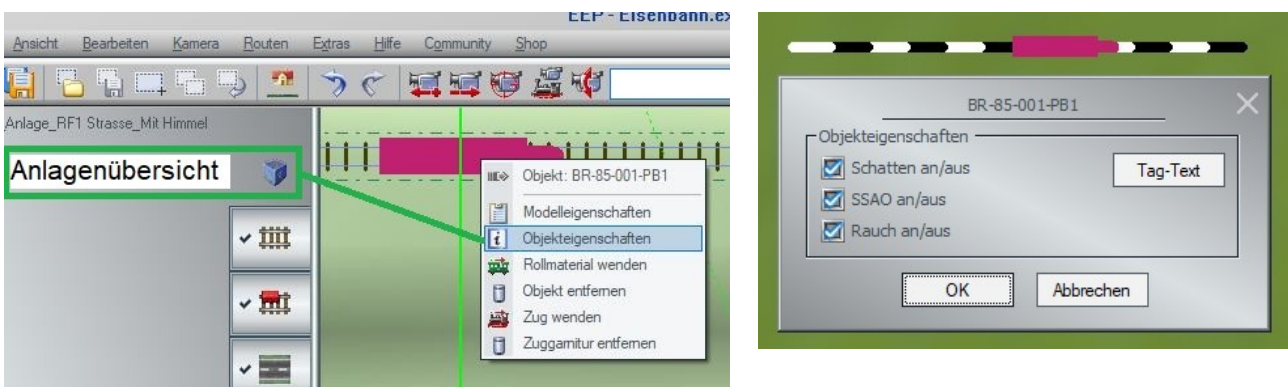 EEP - Eisenbahn.ex
Ansicht Bearbeiten Kamera Routen Extras Hilfe Community Shop
Anlage_RF1 Strasse_Mit Himmel
Anlagenübersicht
Objekt: BR-85-001-PB1
Modelleigenschaften
Objekteigenschaften
Rollmaterial wenden
Objekt entfernen
Zug wenden
Zuggarnitur entfernen
BR-85-001-PB1
Objekteigenschaften
Schatten an/aus
Tag-Text
SSAO an/aus
Rauch an/aus
OK Abbrechen